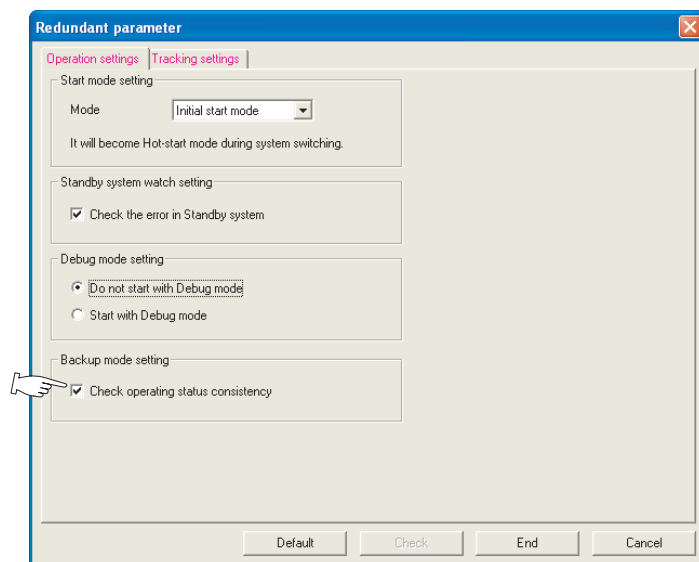 Redundant parameter
Operation settings Tracking settings
Start mode setting
Mode Initial start mode
It will become Hot-start mode during system switching.
Standby system watch setting
Check the error in Standby system
Debug mode setting
Do not start with Debug mode
Start with Debug mode
Backup mode setting
Check operating status consistency
Default Check End Cancel